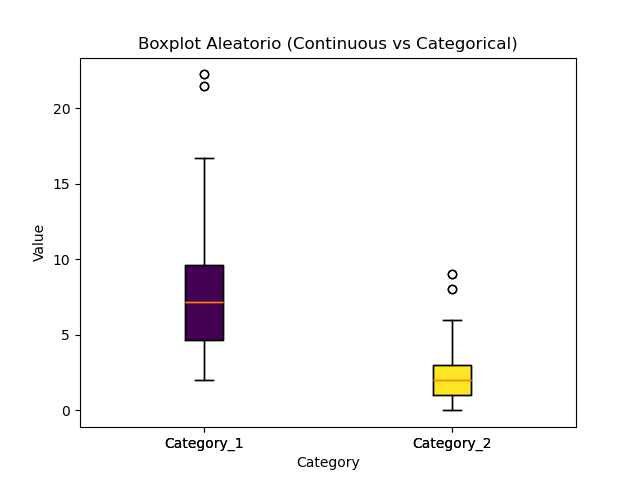 Boxplot Aleatorio (Continuous vs Categorical)
20
15
10
5
0
Value
Category_1
Category_2
Category